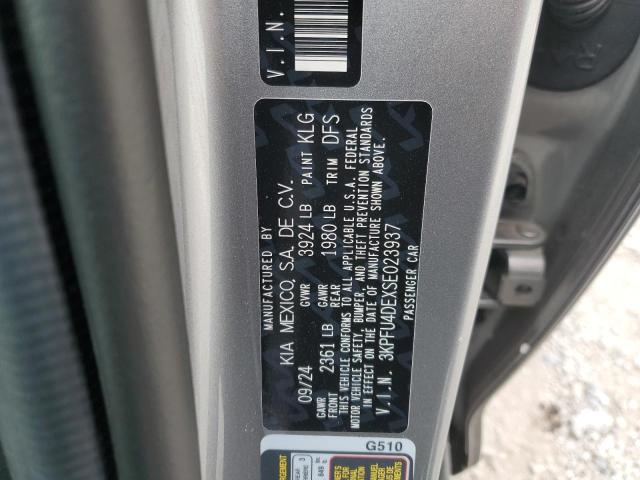 V.I.N.
MANUFACTURED BY
KIA MEXICO, S.A. DE C.V.
09/24 GVWR 3924 LB PAINT KLG
GAWR FRONT 2361 LB GAWR REAR 1980 LB TRIM DFS
THIS VEHICLE CONFORMS TO ALL APPLICABLE U.S.A. FEDERAL
MOTOR VEHICLE SAFETY, BUMPER, AND THEFT PREVENTION STANDARDS
IN EFFECT ON THE DATE OF MANUFACTURE SHOWN ABOVE.
V.I.N. 3KPFU4DEXSE023937
PASSENGER CAR
G510